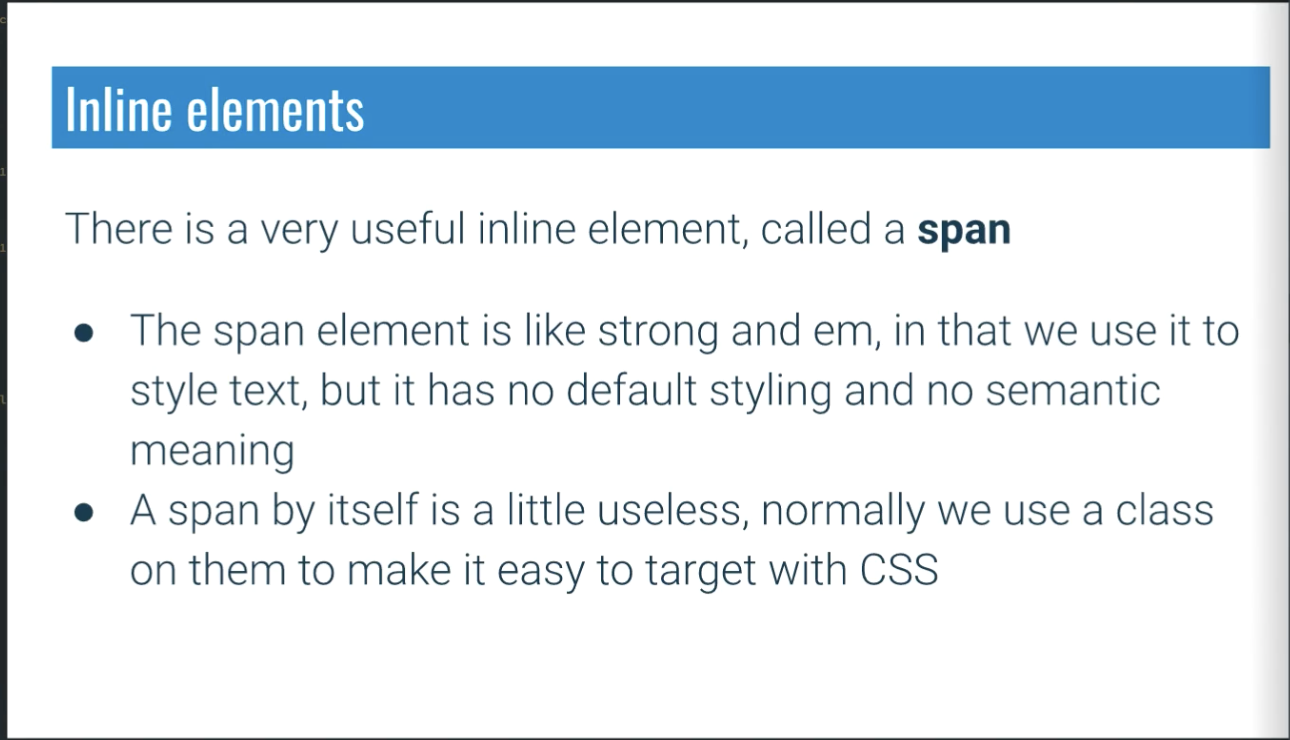 Inline elements
There is a very useful inline element, called a span
● The span element is like strong and em, in that we use it to
style text, but it has no default styling and no semantic
meaning
● A span by itself is a little useless, normally we use a class
on them to make it easy to target with CSS